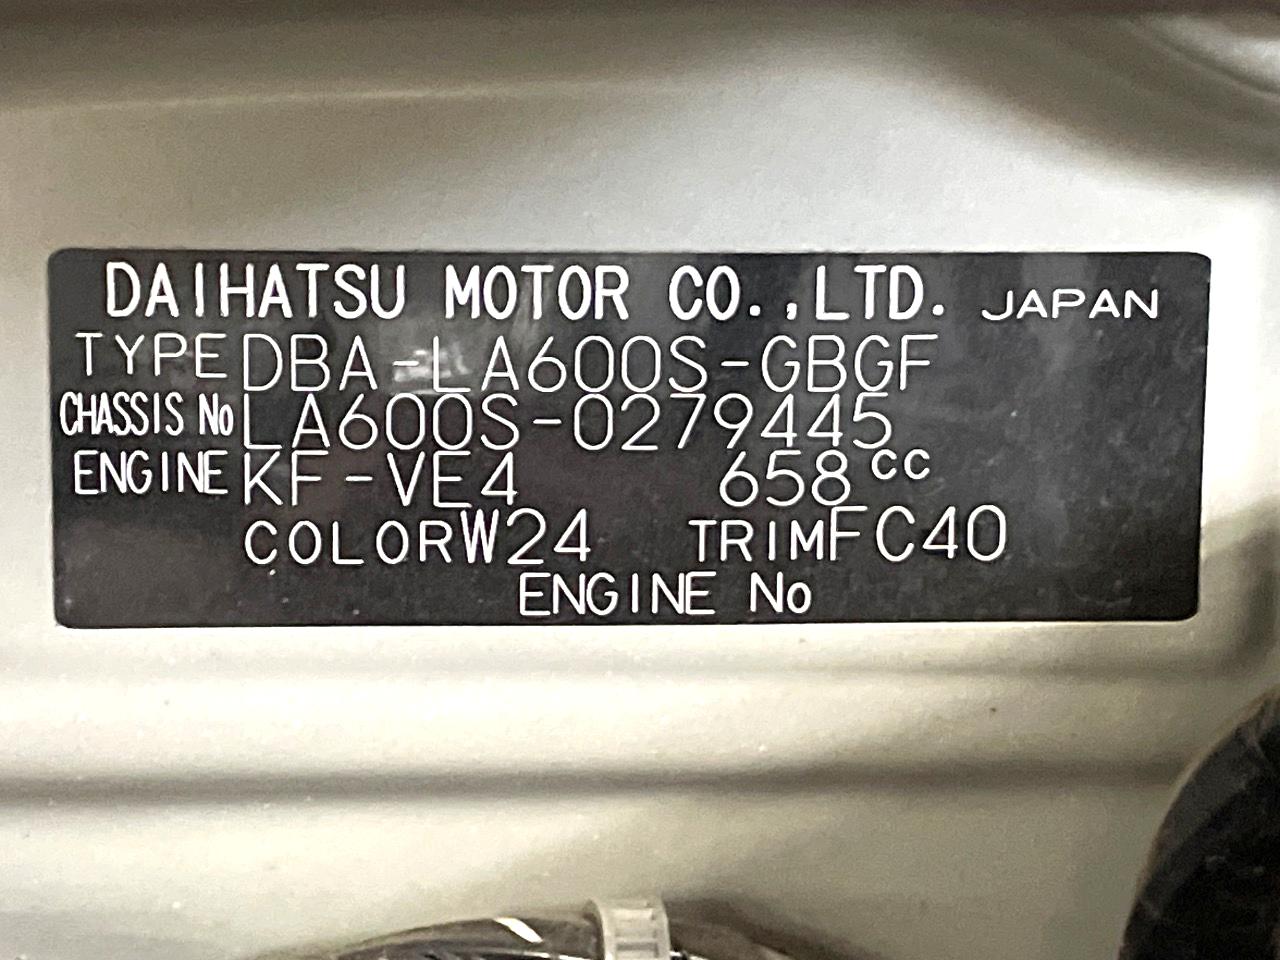 DAIHATSU MOTOR CO.,LTD. JAPAN
TYPE DBA-LA600S-GBGF
CHASSIS No LA600S-0279445
ENGINE KF-VE4 658cc
COLOR W24 TRIM FC40
ENGINE No